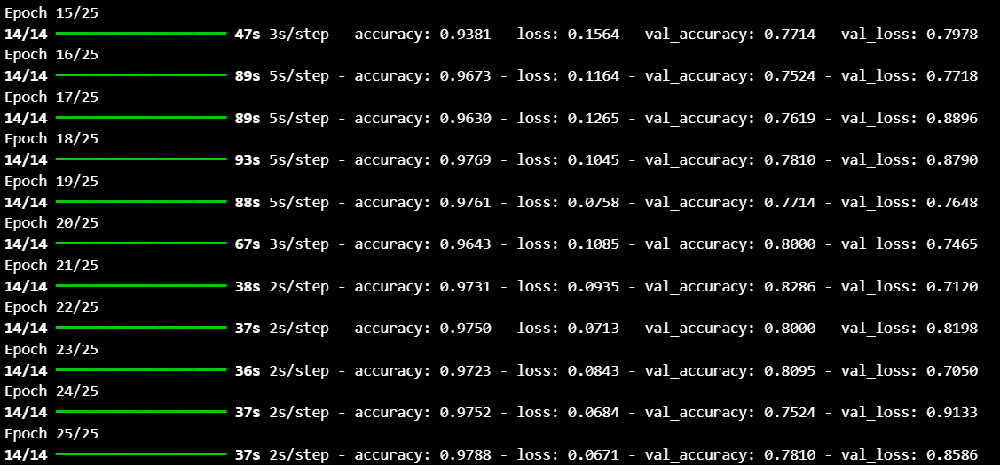 Epoch 15/25
14/14 ━━━━━━━━━━━━━━━━━━━━ 47s 3s/step - accuracy: 0.9381 - loss: 0.1564 - val_accuracy: 0.7714 - val_loss: 0.7978
Epoch 16/25
14/14 ━━━━━━━━━━━━━━━━━━━━ 89s 5s/step - accuracy: 0.9673 - loss: 0.1164 - val_accuracy: 0.7524 - val_loss: 0.7718
Epoch 17/25
14/14 ━━━━━━━━━━━━━━━━━━━━ 89s 5s/step - accuracy: 0.9630 - loss: 0.1265 - val_accuracy: 0.7619 - val_loss: 0.8896
Epoch 18/25
14/14 ━━━━━━━━━━━━━━━━━━━━ 93s 5s/step - accuracy: 0.9769 - loss: 0.1045 - val_accuracy: 0.7810 - val_loss: 0.8790
Epoch 19/25
14/14 ━━━━━━━━━━━━━━━━━━━━ 88s 5s/step - accuracy: 0.9761 - loss: 0.0758 - val_accuracy: 0.7714 - val_loss: 0.7648
Epoch 20/25
14/14 ━━━━━━━━━━━━━━━━━━━━ 67s 3s/step - accuracy: 0.9643 - loss: 0.1085 - val_accuracy: 0.8000 - val_loss: 0.7465
Epoch 21/25
14/14 ━━━━━━━━━━━━━━━━━━━━ 38s 2s/step - accuracy: 0.9731 - loss: 0.0935 - val_accuracy: 0.8286 - val_loss: 0.7120
Epoch 22/25
14/14 ━━━━━━━━━━━━━━━━━━━━ 37s 2s/step - accuracy: 0.9750 - loss: 0.0713 - val_accuracy: 0.8000 - val_loss: 0.8198
Epoch 23/25
14/14 ━━━━━━━━━━━━━━━━━━━━ 36s 2s/step - accuracy: 0.9723 - loss: 0.0843 - val_accuracy: 0.8095 - val_loss: 0.7050
Epoch 24/25
14/14 ━━━━━━━━━━━━━━━━━━━━ 37s 2s/step - accuracy: 0.9752 - loss: 0.0684 - val_accuracy: 0.7524 - val_loss: 0.9133
Epoch 25/25
14/14 ━━━━━━━━━━━━━━━━━━━━ 37s 2s/step - accuracy: 0.9788 - loss: 0.0671 - val_accuracy: 0.7810 - val_loss: 0.8586